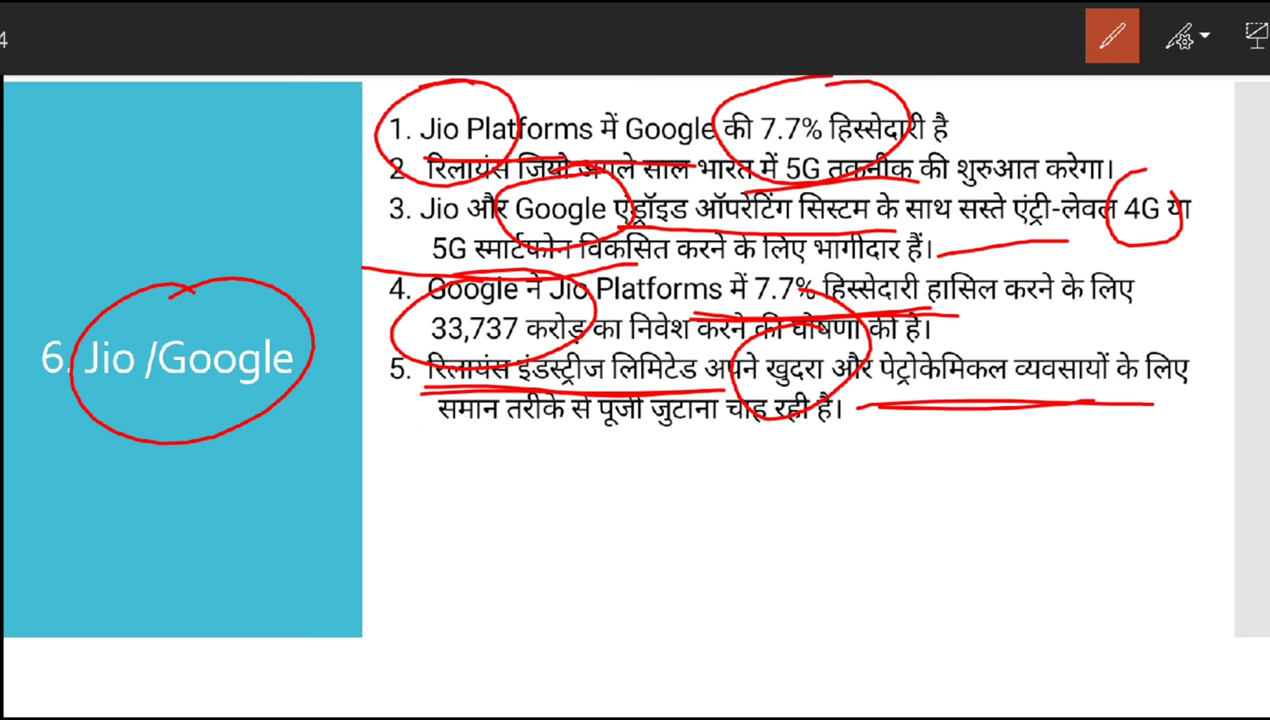 4
6. Jio /Google
1. Jio Platforms में Google की 7.7% हिस्सेदारी है
2. रिलायंस जियो अगले साल भारत में 5G तकनीक की शुरुआत करेगा।
3. Jio और Google एंड्रॉइड ऑपरेटिंग सिस्टम के साथ सस्ते एंट्री-लेवल 4G या
5G स्मार्टफोन विकसित करने के लिए भागीदार हैं।
4. Google ने Jio Platforms में 7.7% हिस्सेदारी हासिल करने के लिए
33,737 करोड़ का निवेश करने की घोषणा की है।
5. रिलायंस इंडस्ट्रीज लिमिटेड अपने खुदरा और पेट्रोकेमिकल व्यवसायों के लिए
समान तरीके से पूंजी जुटाना चाह रही है।